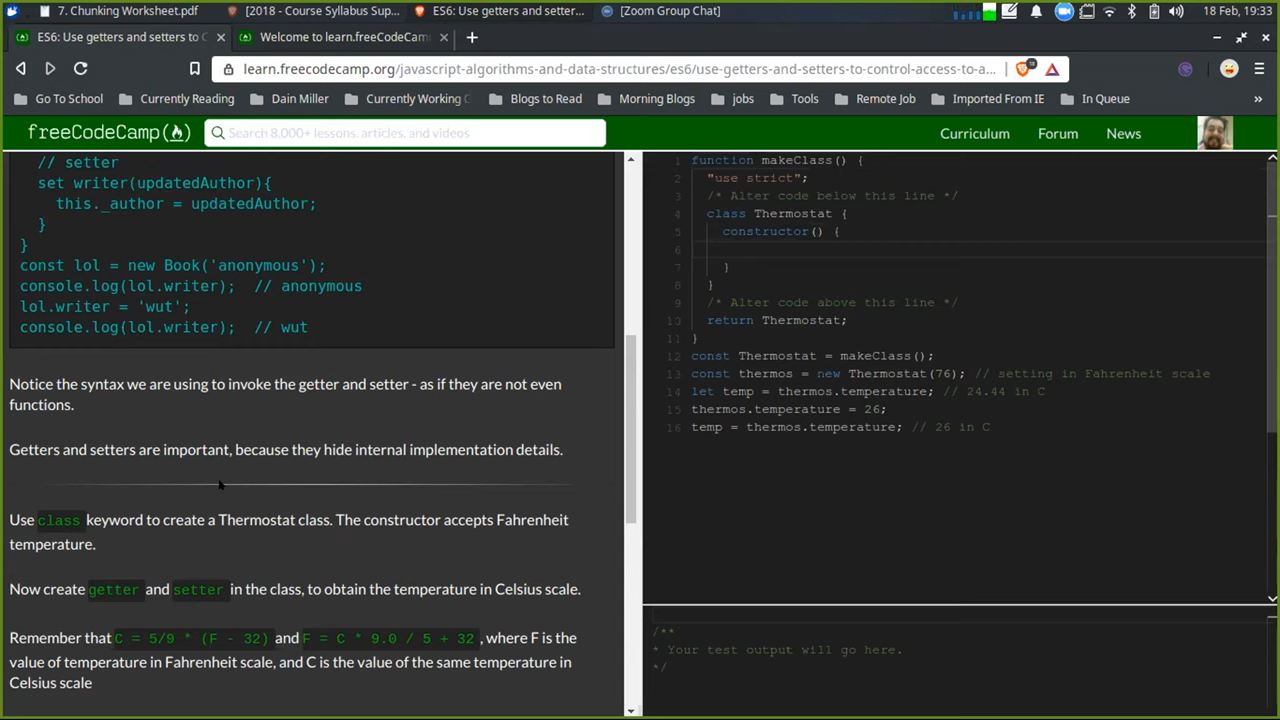 7. Chunking Worksheet.pdf
[2018 - Course Syllabus Sup...
ES6: Use getters and setter...
[Zoom Group Chat]
18 Feb, 19:33
ES6: Use getters and setters to C
Welcome to learn.freeCodeCam
learn.freecodecamp.org/javascript-algorithms-and-data-structures/es6/use-getters-and-setters-to-control-access-to-a...
Go To School
Currently Reading
Dain Miller
Currently Working C
Blogs to Read
Morning Blogs
jobs
Tools
Remote Job
Imported From IE
In Queue
»
freeCodeCamp
Search 8,000+ lessons, articles, and videos
Curriculum
Forum
News
// setter
set writer(updatedAuthor){
this._author = updatedAuthor;
}
}
const lol = new Book('anonymous');
console.log(lol.writer);  // anonymous
lol.writer = 'wut';
console.log(lol.writer);  // wut
Notice the syntax we are using to invoke the getter and setter - as if they are not even
functions.
Getters and setters are important, because they hide internal implementation details.
Use class keyword to create a Thermostat class. The constructor accepts Fahrenheit
temperature.
Now create getter and setter in the class, to obtain the temperature in Celsius scale.
Remember that C = 5/9 * (F - 32) and F = C * 9.0 / 5 + 32, where F is the
value of temperature in Fahrenheit scale, and C is the value of the same temperature in
Celsius scale
1 function makeClass() {
2 "use strict";
3 /* Alter code below this line */
4 class Thermostat {
5 constructor() {
6
7 }
8 }
9 /* Alter code above this line */
10 return Thermostat;
11 }
12 const Thermostat = makeClass();
13 const thermos = new Thermostat(76); // setting in Fahrenheit scale
14 let temp = thermos.temperature; // 24.44 in C
15 thermos.temperature = 26;
16 temp = thermos.temperature; // 26 in C
/**
* Your test output will go here.
*/